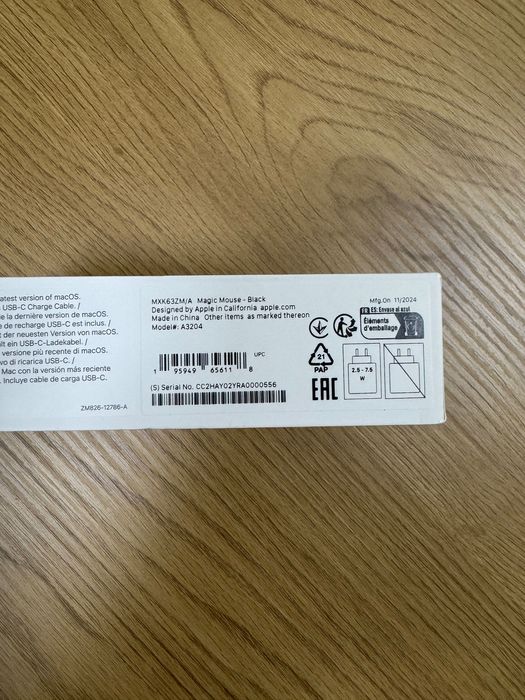 atest version of macOS.
USB-C Charge Cable. /
e la dernière version de macOS.
e de recharge USB-C est inclus. /
t der neuesten Version von macOS.
lt ein USB-C-Ladekabel. /
versione più recente di macOS.
vo di ricarica USB-C. /
Mac con la versión más reciente
. Incluye cable de carga USB-C.
ZM826-12786-A
MXK63ZM/A Magic Mouse - Black
Designed by Apple in California apple.com
Made in China Other items as marked thereon
Model#: A3204
UPC
1 95949 65611 8
(S) Serial No. CC2HAY02YRA0000556
Mfg.On 11/2024
FR ES: Envase al azul
Éléments
d'emballage
21
PAP
EAC
2.5 - 7.5
W